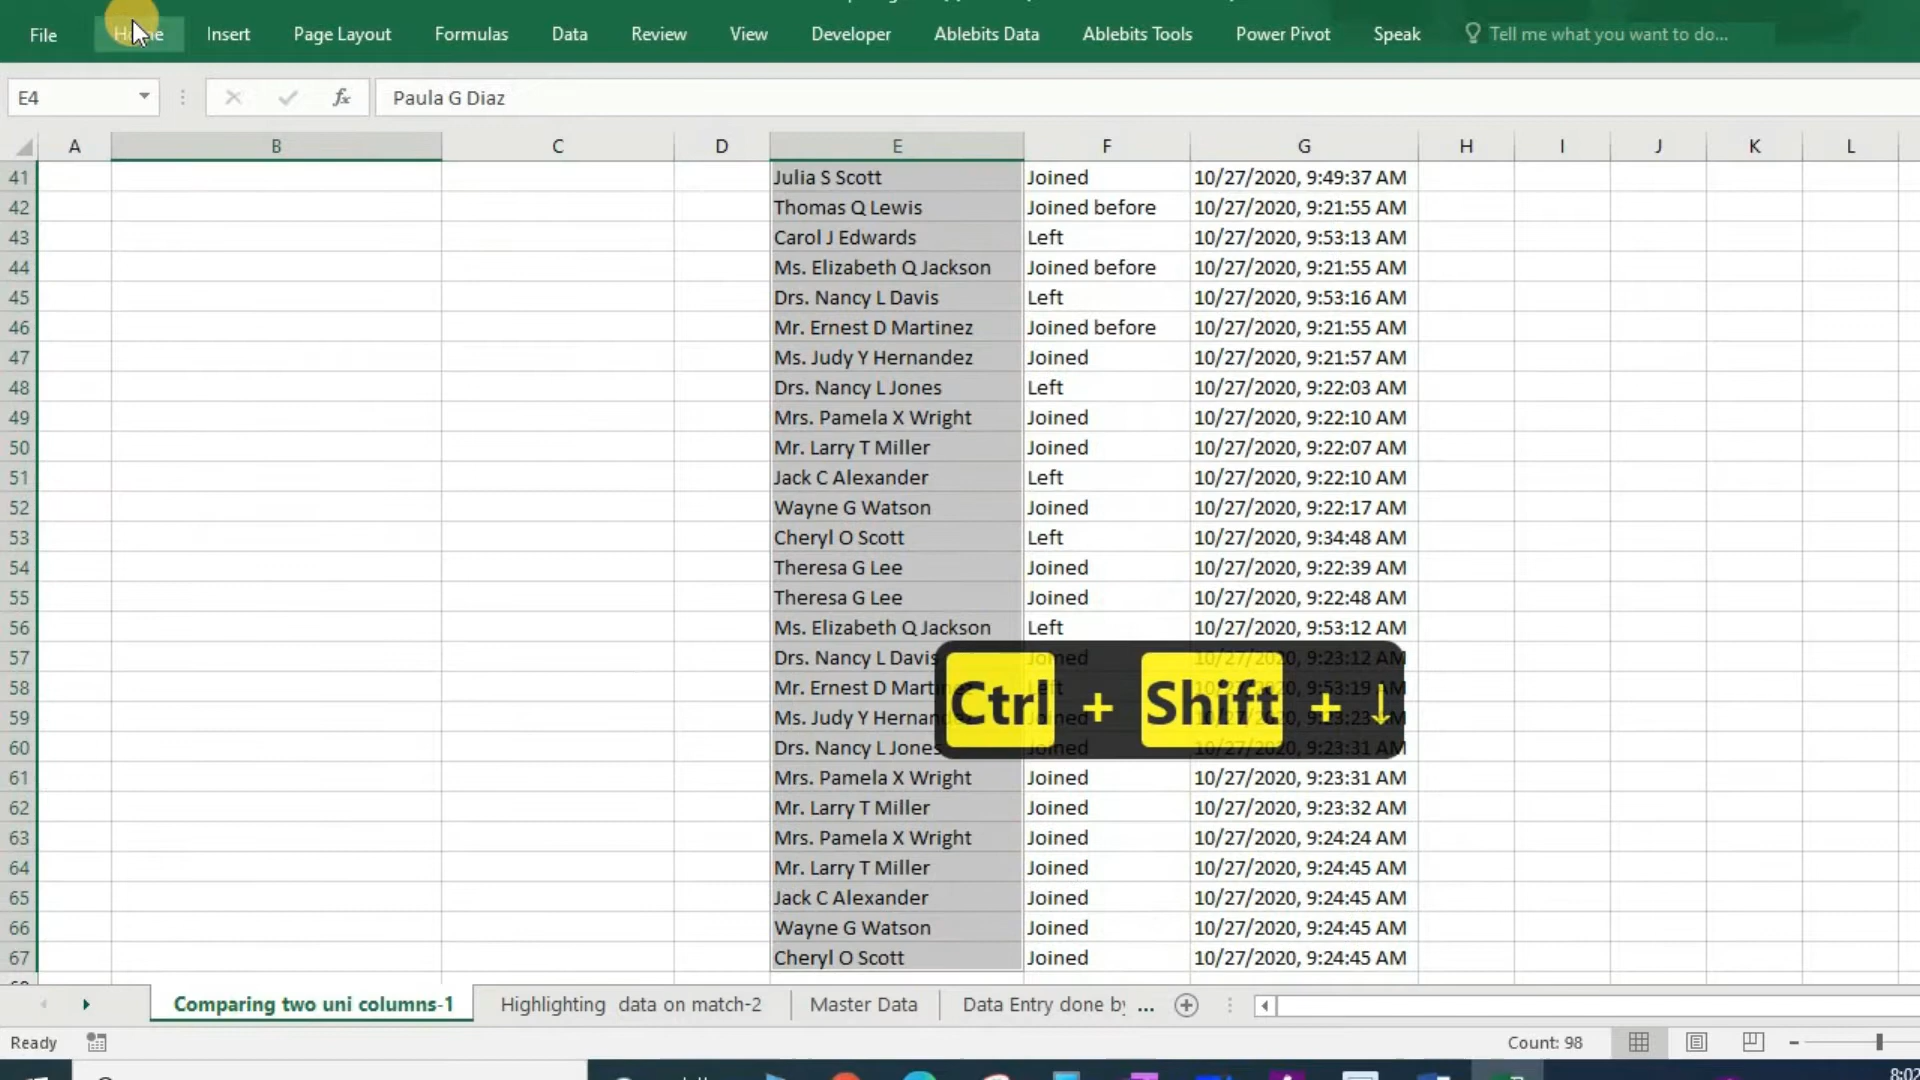 File Home Insert Page Layout Formulas Data Review View Developer Ablebits Data Ablebits Tools Power Pivot Speak Tell me what you want to do...
E4 fx Paula G Diaz
A B C D E F G H I J K L
41 Julia S Scott Joined 10/27/2020, 9:49:37 AM
42 Thomas Q Lewis Joined before 10/27/2020, 9:21:55 AM
43 Carol J Edwards Left 10/27/2020, 9:53:13 AM
44 Ms. Elizabeth Q Jackson Joined before 10/27/2020, 9:21:55 AM
45 Drs. Nancy L Davis Left 10/27/2020, 9:53:16 AM
46 Mr. Ernest D Martinez Joined before 10/27/2020, 9:21:55 AM
47 Ms. Judy Y Hernandez Joined 10/27/2020, 9:21:57 AM
48 Drs. Nancy L Jones Left 10/27/2020, 9:22:03 AM
49 Mrs. Pamela X Wright Joined 10/27/2020, 9:22:10 AM
50 Mr. Larry T Miller Joined 10/27/2020, 9:22:07 AM
51 Jack C Alexander Left 10/27/2020, 9:22:10 AM
52 Wayne G Watson Joined 10/27/2020, 9:22:17 AM
53 Cheryl O Scott Left 10/27/2020, 9:34:48 AM
54 Theresa G Lee Joined 10/27/2020, 9:22:39 AM
55 Theresa G Lee Joined 10/27/2020, 9:22:48 AM
56 Ms. Elizabeth Q Jackson Left 10/27/2020, 9:53:12 AM
57 Drs. Nancy L Davis Joined 10/27/2020, 9:23:12 AM
58 Mr. Ernest D Left 10/27/2020, 9:53:19 AM
Ctrl + Shift + ↓
59 Ms. Judy Y Joined 10/27/2020, 9:23:23 AM
60 Drs. Nancy L Jones Joined 10/27/2020, 9:23:31 AM
61 Mrs. Pamela X Wright Joined 10/27/2020, 9:23:31 AM
62 Mr. Larry T Miller Joined 10/27/2020, 9:23:32 AM
63 Mrs. Pamela X Wright Joined 10/27/2020, 9:24:24 AM
64 Mr. Larry T Miller Joined 10/27/2020, 9:24:45 AM
65 Jack C Alexander Joined 10/27/2020, 9:24:45 AM
66 Wayne G Watson Joined 10/27/2020, 9:24:45 AM
67 Cheryl O Scott Joined 10/27/2020, 9:24:45 AM
Comparing two uni columns-1 Highlighting data on match-2 Master Data Data Entry done by ...
Ready Count: 98